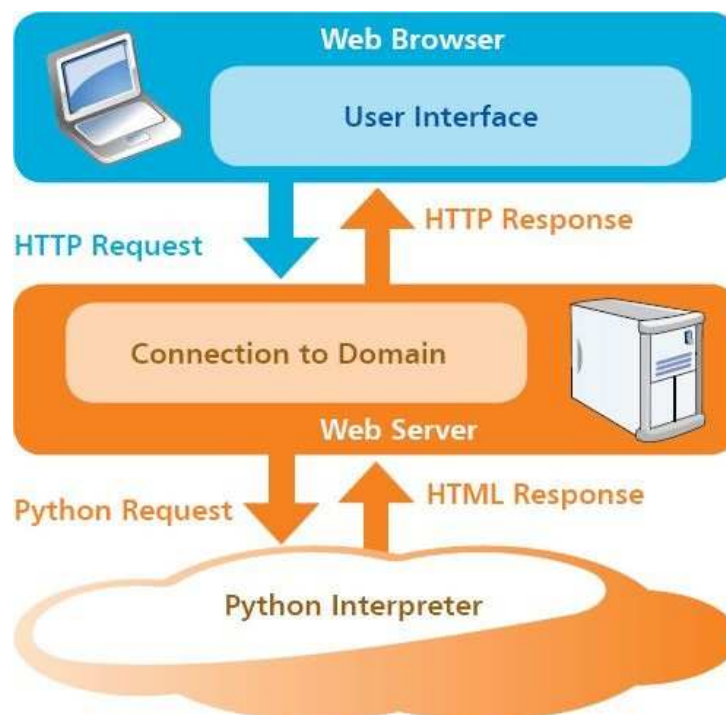 Web Browser
User Interface
HTTP Request
HTTP Response
Connection to Domain
Web Server
Python Request
HTML Response
Python Interpreter